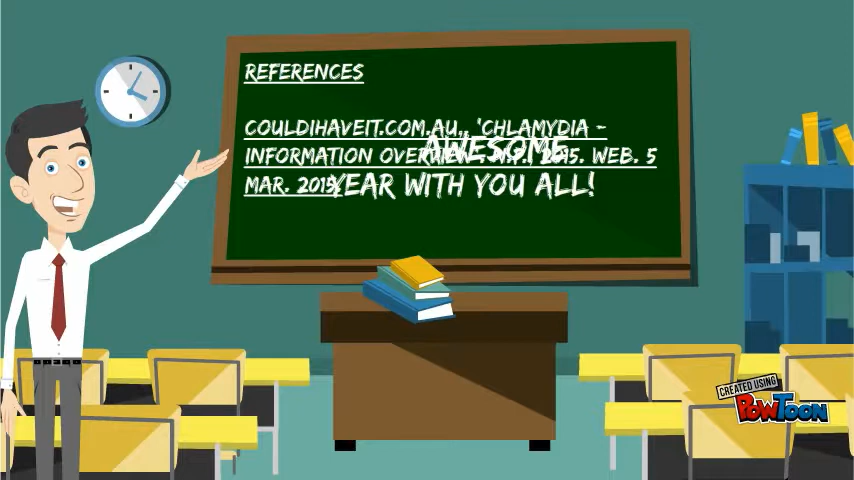 REFERENCES
COULDIHAVEIT.COM.AU,. 'CHLAMYDIA -
AWESOME
INFORMATION 2015. WEB. 5
MAR. 2015.
YEAR WITH YOU ALL!
CREATED USING
POWTOON